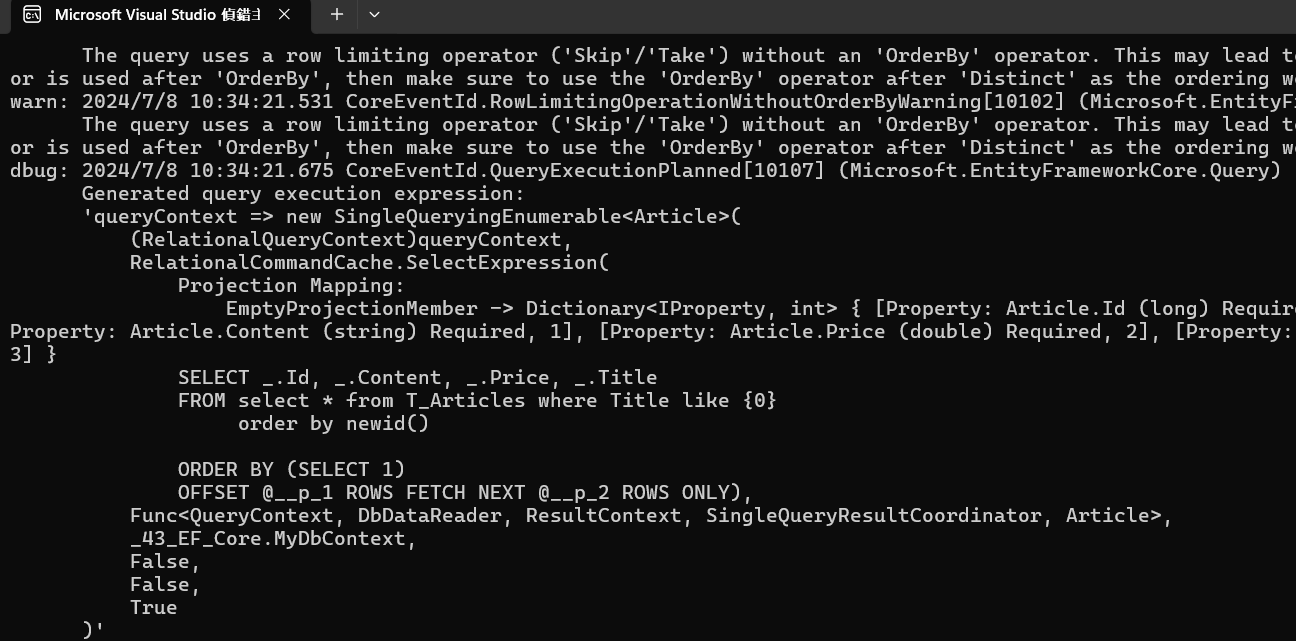 Microsoft Visual Studio 偵錯主
The query uses a row limiting operator ('Skip'/'Take') without an 'OrderBy' operator. This may lead t
or is used after 'OrderBy', then make sure to use the 'OrderBy' operator after 'Distinct' as the ordering w
warn: 2024/7/8 10:34:21.531 CoreEventId.RowLimitingOperationWithoutOrderByWarning[10102] (Microsoft.EntityF
The query uses a row limiting operator ('Skip'/'Take') without an 'OrderBy' operator. This may lead t
or is used after 'OrderBy', then make sure to use the 'OrderBy' operator after 'Distinct' as the ordering w
dbug: 2024/7/8 10:34:21.675 CoreEventId.QueryExecutionPlanned[10107] (Microsoft.EntityFrameworkCore.Query)
Generated query execution expression:
'queryContext => new SingleQueryingEnumerable<Article>(
(RelationalQueryContext)queryContext,
RelationalCommandCache.SelectExpression(
Projection Mapping:
EmptyProjectionMember -> Dictionary<IProperty, int> { [Property: Article.Id (long) Requir
Property: Article.Content (string) Required, 1], [Property: Article.Price (double) Required, 2], [Property:
3] }
SELECT _.Id, _.Content, _.Price, _.Title
FROM select * from T_Articles where Title like {0}
order by newid()
ORDER BY (SELECT 1)
OFFSET @__p_1 ROWS FETCH NEXT @__p_2 ROWS ONLY),
Func<QueryContext, DbDataReader, ResultContext, SingleQueryResultCoordinator, Article>,
_43_EF_Core.MyDbContext,
False,
False,
True
)'